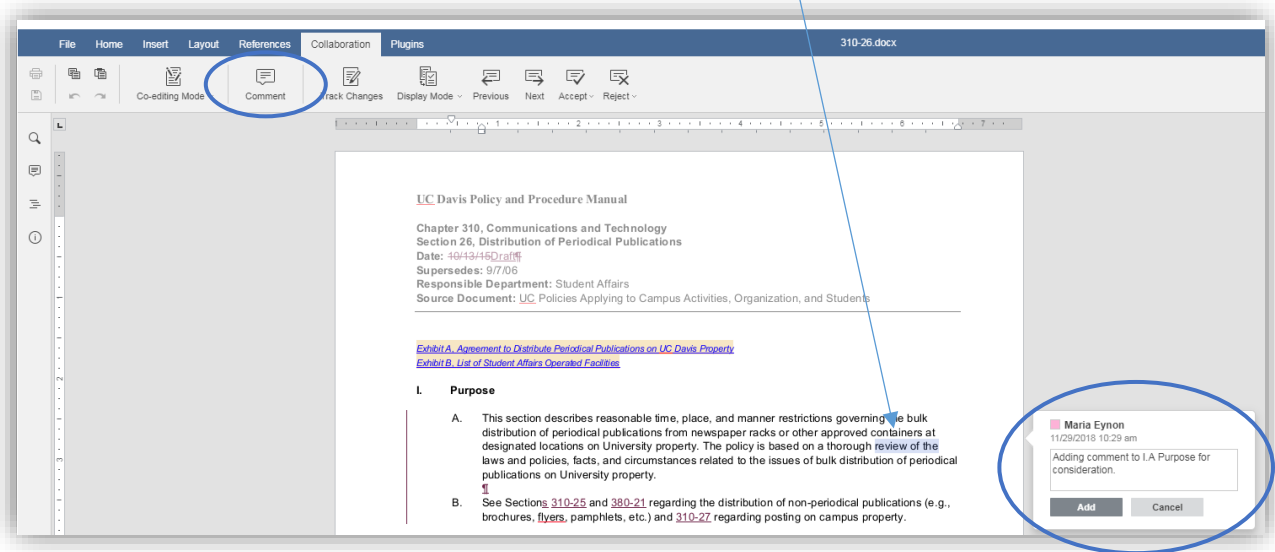 File Home Insert Layout References Collaboration Plugins 310-26.docx
Co-editing Mode Comment Track Changes Display Mode Previous Next Accept Reject
1 2 3 4 5 6 7
UC Davis Policy and Procedure Manual
Chapter 310, Communications and Technology
Section 26, Distribution of Periodical Publications
Date: 10/13/15Draft¶
Supersedes: 9/7/06
Responsible Department: Student Affairs
Source Document: UC Policies Applying to Campus Activities, Organization, and Students
Exhibit A, Agreement to Distribute Periodical Publications on UC Davis Property
Exhibit B, List of Student Affairs Operated Facilities
I. Purpose
A. This section describes reasonable time, place, and manner restrictions governing the bulk
distribution of periodical publications from newspaper racks or other approved containers at
designated locations on University property. The policy is based on a thorough review of the
laws and policies, facts, and circumstances related to the issues of bulk distribution of periodical
publications on University property.
¶
B. See Sections 310-25 and 380-21 regarding the distribution of non-periodical publications (e.g.,
brochures, flyers, pamphlets, etc.) and 310-27 regarding posting on campus property.
Maria Eynon
11/29/2018 10:29 am
Adding comment to I.A Purpose for
consideration.
Add Cancel